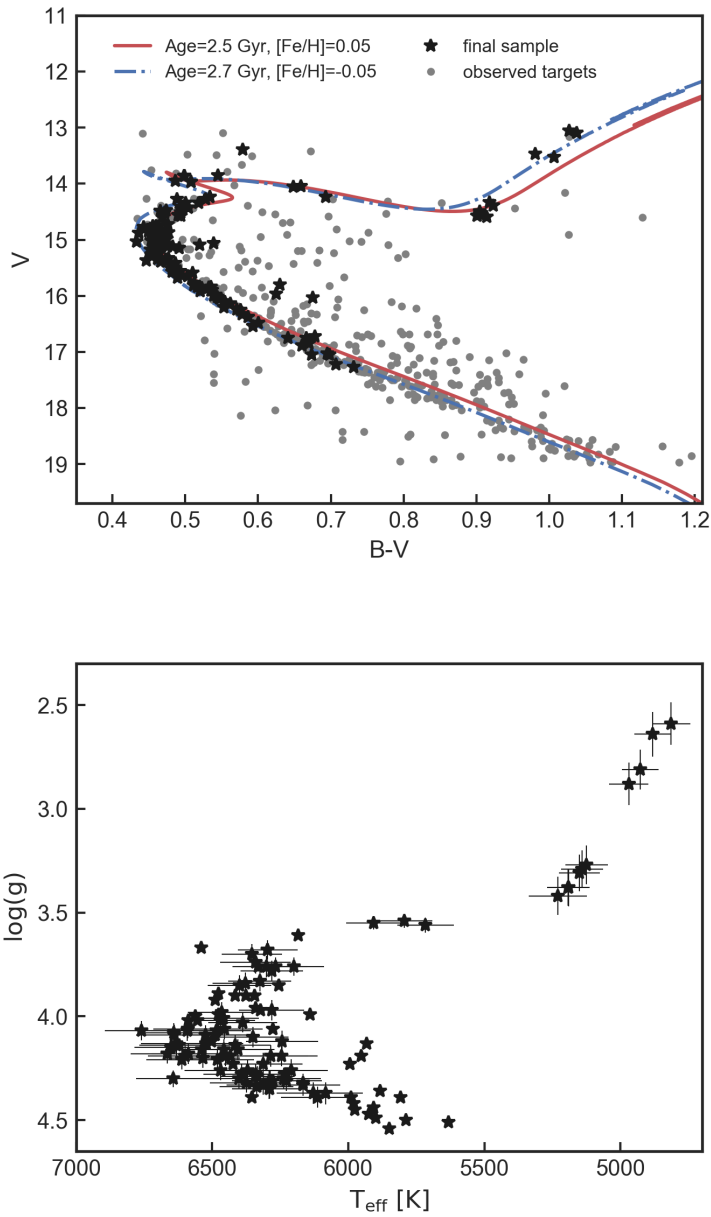 11
12
13
14
15
16
17
18
19
V
Age=2.5 Gyr, [Fe/H]=0.05
Age=2.7 Gyr, [Fe/H]=-0.05
final sample
observed targets
0.4 0.5 0.6 0.7 0.8 0.9 1.0 1.1 1.2
B-V
2.5
3.0
3.5
4.0
4.5
log(g)
7000 6500 6000 5500 5000
Teff [K]